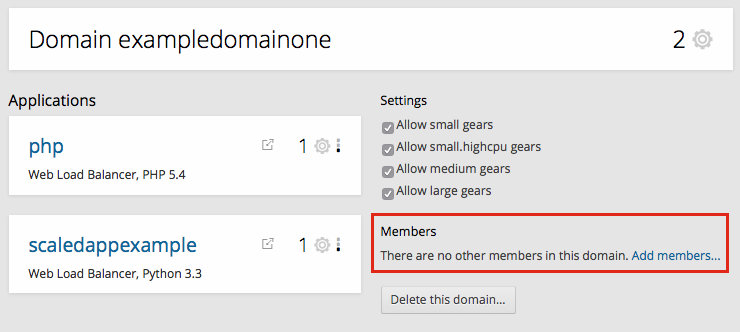 Domain exampledomainone
2
Applications
php
1
Web Load Balancer, PHP 5.4
scaledappexample
1
Web Load Balancer, Python 3.3
Settings
Allow small gears
Allow small.highcpu gears
Allow medium gears
Allow large gears
Members
There are no other members in this domain. Add members...
Delete this domain...